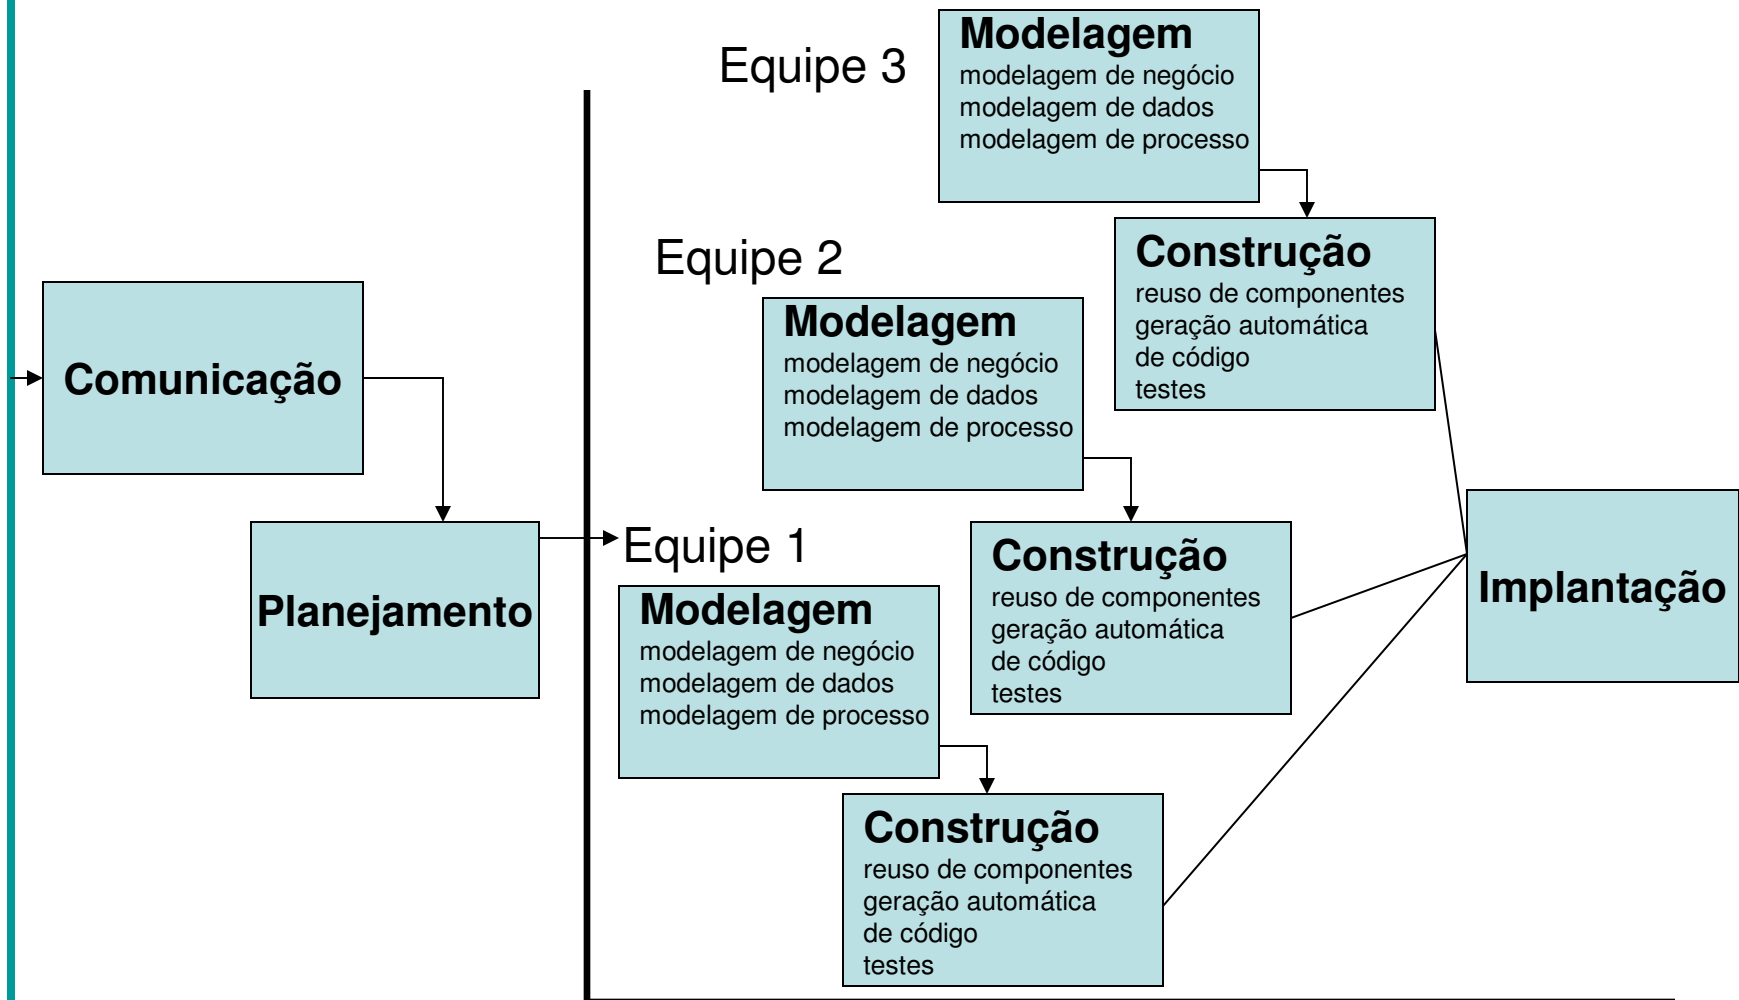 Equipe 3
Modelagem
modelagem de negócio
modelagem de dados
modelagem de processo
Construção
reuso de componentes
geração automática
de código
testes
Equipe 2
Modelagem
modelagem de negócio
modelagem de dados
modelagem de processo
Construção
reuso de componentes
geração automática
de código
testes
Comunicação
Planejamento
Equipe 1
Modelagem
modelagem de negócio
modelagem de dados
modelagem de processo
Construção
reuso de componentes
geração automática
de código
testes
Implantação